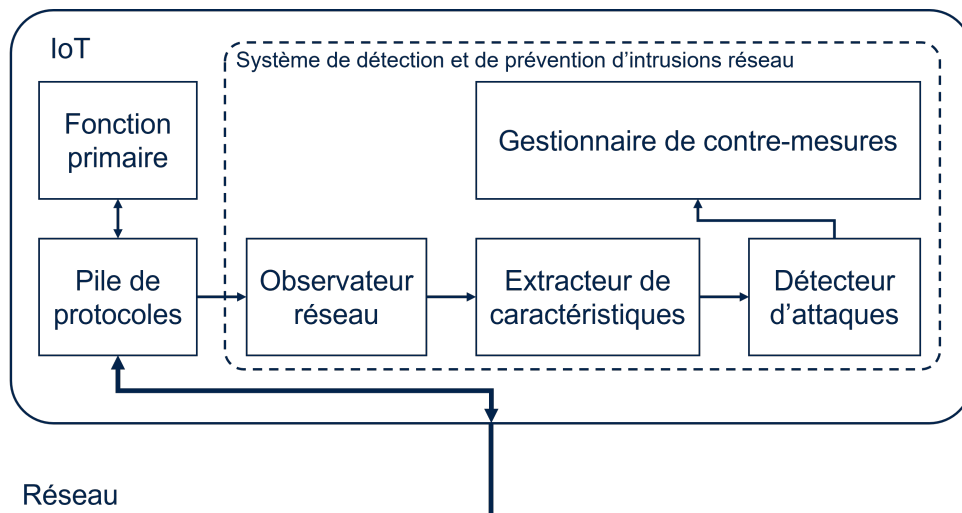 IoT
Système de détection et de prévention d'intrusions réseau
Fonction
primaire
Gestionnaire de contre-mesures
Pile de
protocoles
Observateur
réseau
Extracteur de
caractéristiques
Détecteur
d'attaques
Réseau